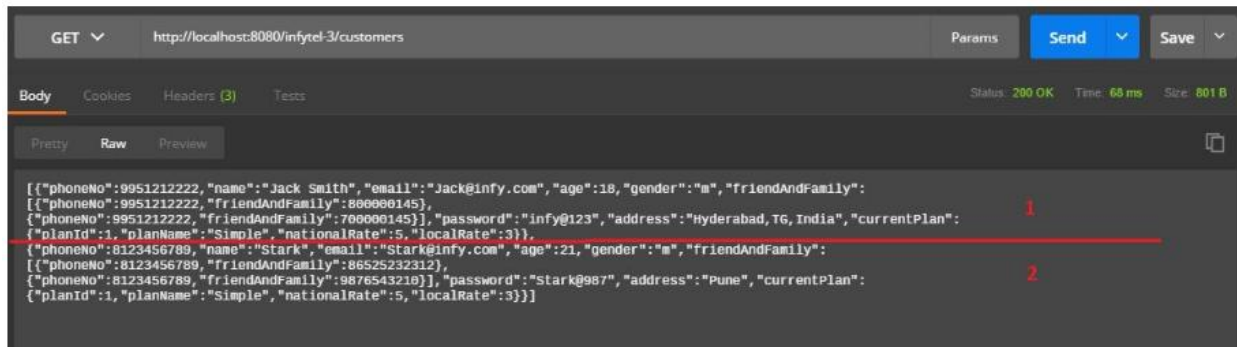 GET http://localhost:8080/infytel-3/customers Params Send Save
Body Cookies Headers (3) Tests Status: 200 OK Time: 68 ms Size: 801 B
Pretty Raw Preview
[{"phoneNo":9951212222,"name":"Jack Smith","email":"Jack@infy.com","age":18,"gender":"m","friendAndFamily":
[{"phoneNo":9951212222,"friendAndFamily":800000145},
{"phoneNo":9951212222,"friendAndFamily":700000145}],"password":"infy@123","address":"Hyderabad,TG,India","currentPlan":
1
{"planId":1,"planName":"Simple","nationalRate":5,"localRate":3}},
{"phoneNo":8123456789,"name":"Stark","email":"Stark@infy.com","age":21,"gender":"m","friendAndFamily":
[{"phoneNo":8123456789,"friendAndFamily":86525232312},
{"phoneNo":8123456789,"friendAndFamily":9876543210}],"password":"Stark@987","address":"Pune","currentPlan":
2
{"planId":1,"planName":"Simple","nationalRate":5,"localRate":3}}]